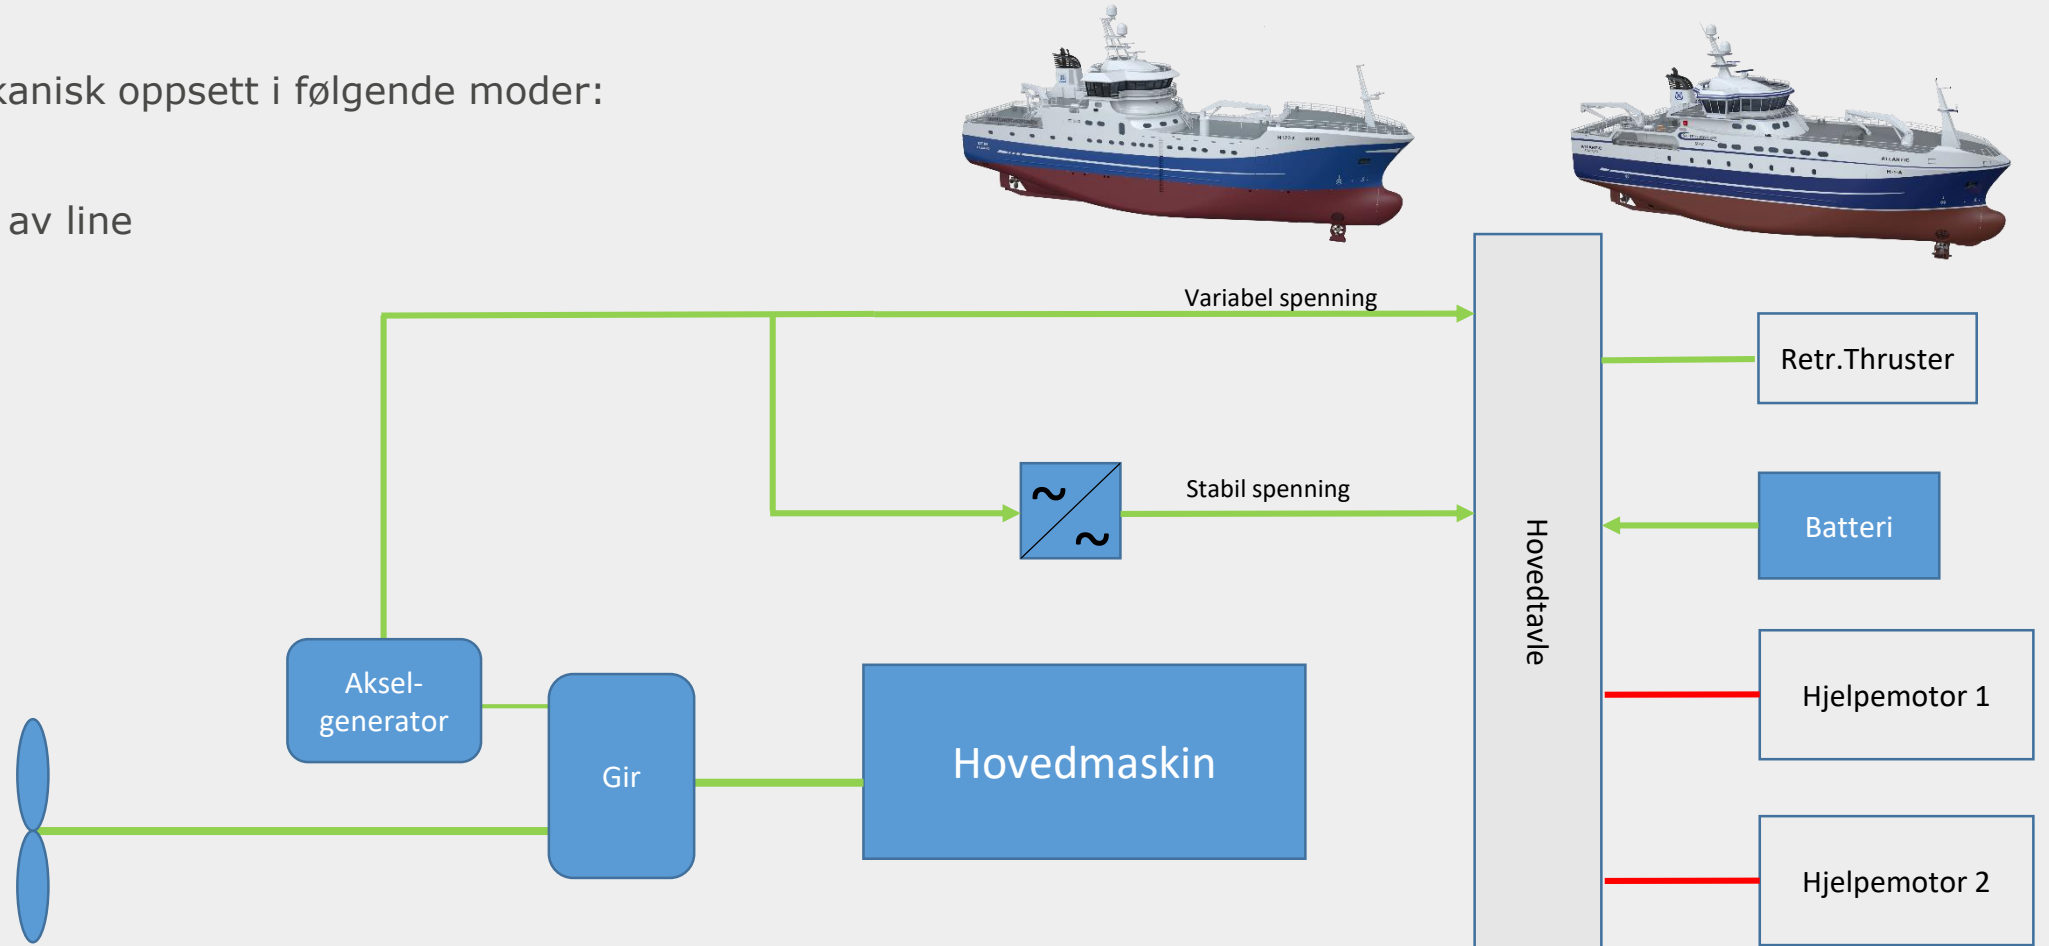 kanisk oppsett i følgende moder:
av line
Variabel spenning
Retr.Thruster
Stabil spenning
~
~
Hovedtavle
Batteri
Aksel-
generator
Gir
Hovedmaskin
Hjelpemotor 1
Hjelpemotor 2
ATLANTIC